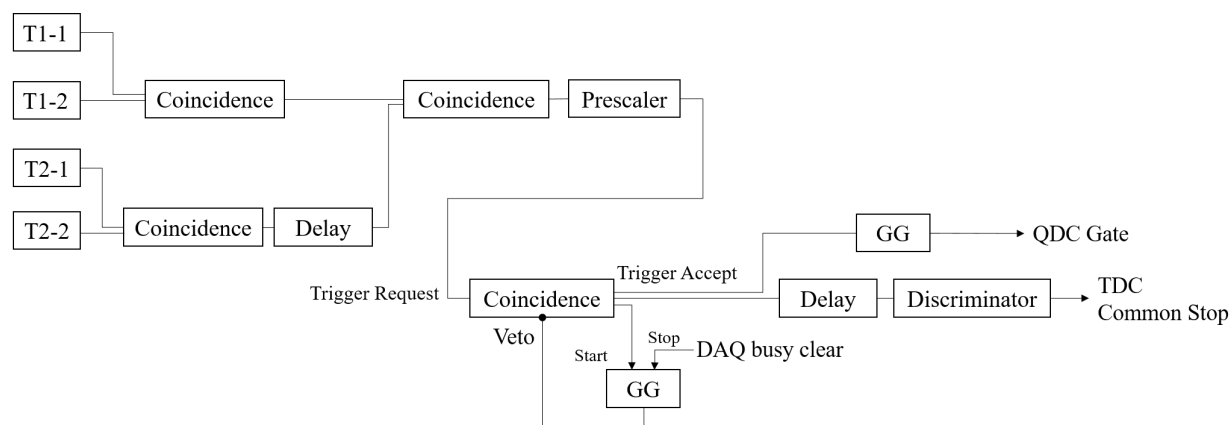 T1-1
T1-2
Coincidence
Coincidence
Prescaler
T2-1
T2-2
Coincidence
Delay
GG
QDC Gate
Trigger Accept
Trigger Request
Coincidence
Delay
Discriminator
TDC
Common Stop
Veto
Start
Stop
DAQ busy clear
GG